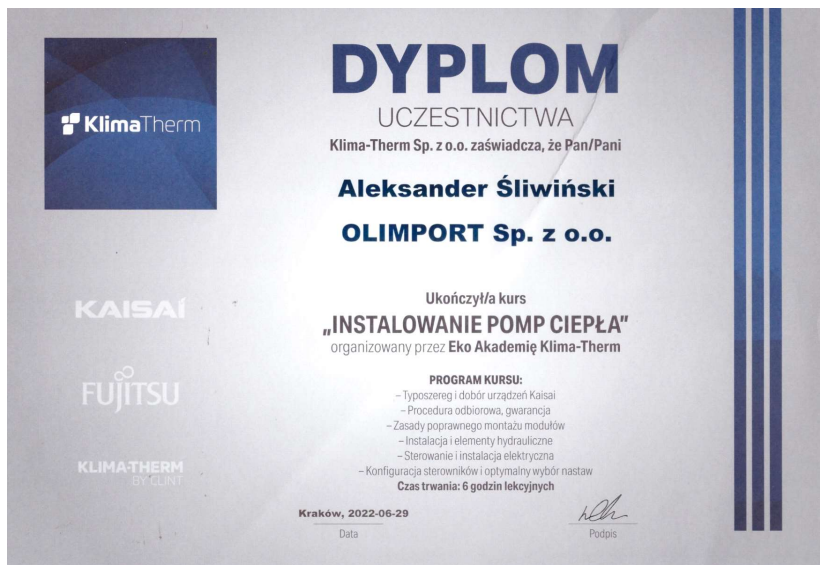 KlimaTherm
DYPLOM
UCZESTNICTWA
Klima-Therm Sp. z o.o. zaświadcza, że Pan/Pani
Aleksander Śliwiński
OLIMPORT Sp. z o.o.
Ukończył/a kurs
„INSTALOWANIE POMP CIEPŁA”
organizowany przez Eko Akademię Klima-Therm
PROGRAM KURSU:
– Typoszereg i dobór urządzeń Kaisai
– Procedura odbiorowa, gwarancja
– Zasady poprawnego montażu modułów
– Instalacja i elementy hydrauliczne
– Sterowanie i instalacja elektryczna
– Konfiguracja sterowników i optymalny wybór nastaw
Czas trwania: 6 godzin lekcyjnych
KAISAI
FUJITSU
KLIMA-THERM
BY CLINT
Kraków, 2022-06-29
Data
Podpis